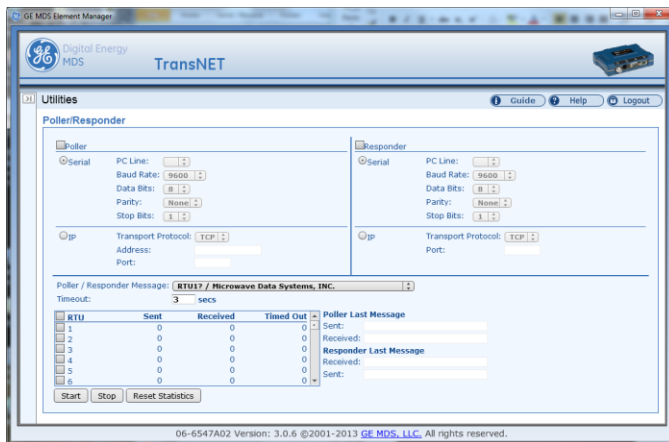 GE MDS Element Manager
GE
Digital Energy
MDS
TransNET
Utilities
Guide
Help
Logout
Poller/Responder
Poller
Serial
PC Line:
Baud Rate: 9600
Data Bits: 8
Parity: None
Stop Bits: 1
IP
Transport Protocol: TCP
Address:
Port:
Responder
Serial
PC Line:
Baud Rate: 9600
Data Bits: 8
Parity: None
Stop Bits: 1
IP
Transport Protocol: TCP
Port:
Poller / Responder Message: RTU1? / Microwave Data Systems, INC.
Timeout: 3 secs
RTU Sent Received Timed Out
1 0 0 0
2 0 0 0
3 0 0 0
4 0 0 0
5 0 0 0
6 0 0 0
Poller Last Message
Sent:
Received:
Responder Last Message
Received:
Sent:
Start Stop Reset Statistics
06-6547A02 Version: 3.0.6 ©2001-2013 GE MDS, LLC. All rights reserved.